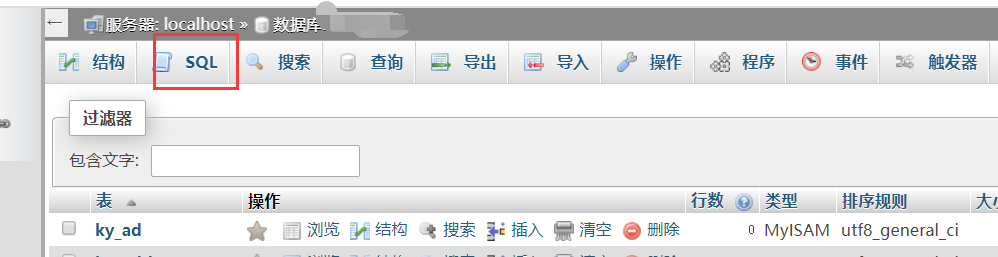 ← 服务器: localhost » 数据库:
结构 SQL 搜索 查询 导出 导入 操作 程序 事件 触发器
过滤器
包含文字:
表 操作 行数 类型 排序规则 大小
ky_ad 浏览 结构 搜索 插入 清空 删除 0 MyISAM utf8_general_ci